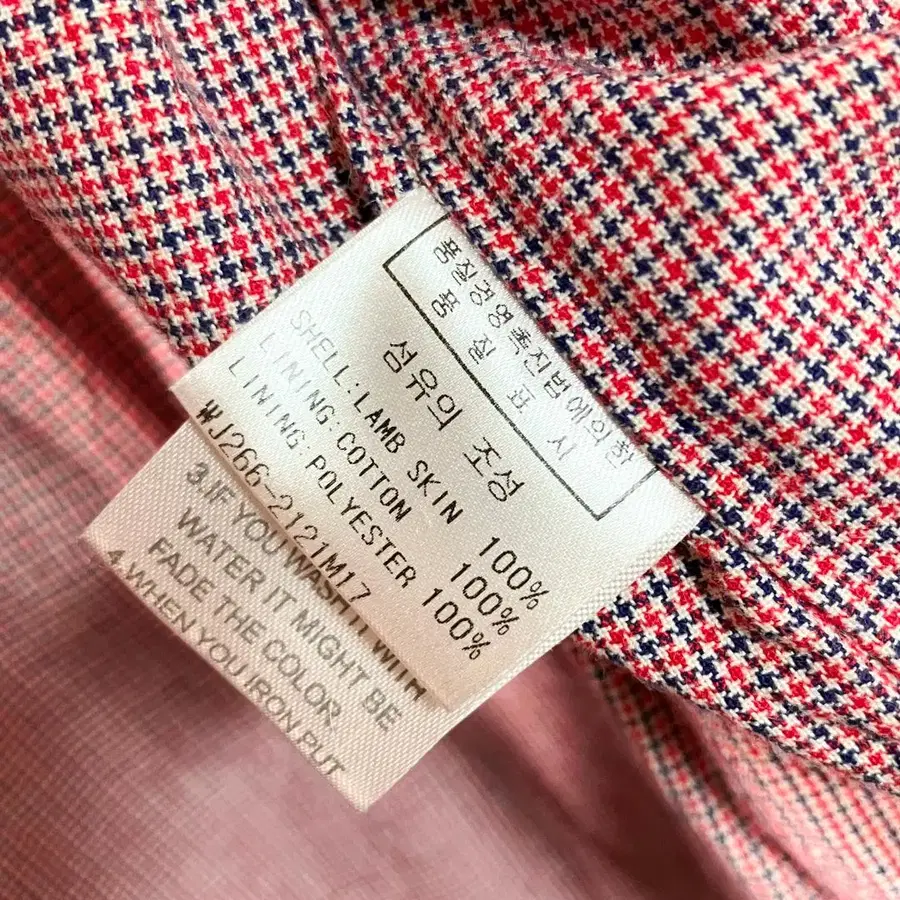 품질경영촉진법에의한
품 질 표 시
섬유의 조성
SHELL:LAMB SKIN 100%
LINING:COTTON 100%
LINING:POLYESTER 100%
WJ266-2121M17
3.IF YOU WASH IT WITH
WATER IT MIGHT BE
FADE THE COLOR
4.WHEN YOU IRON PUT